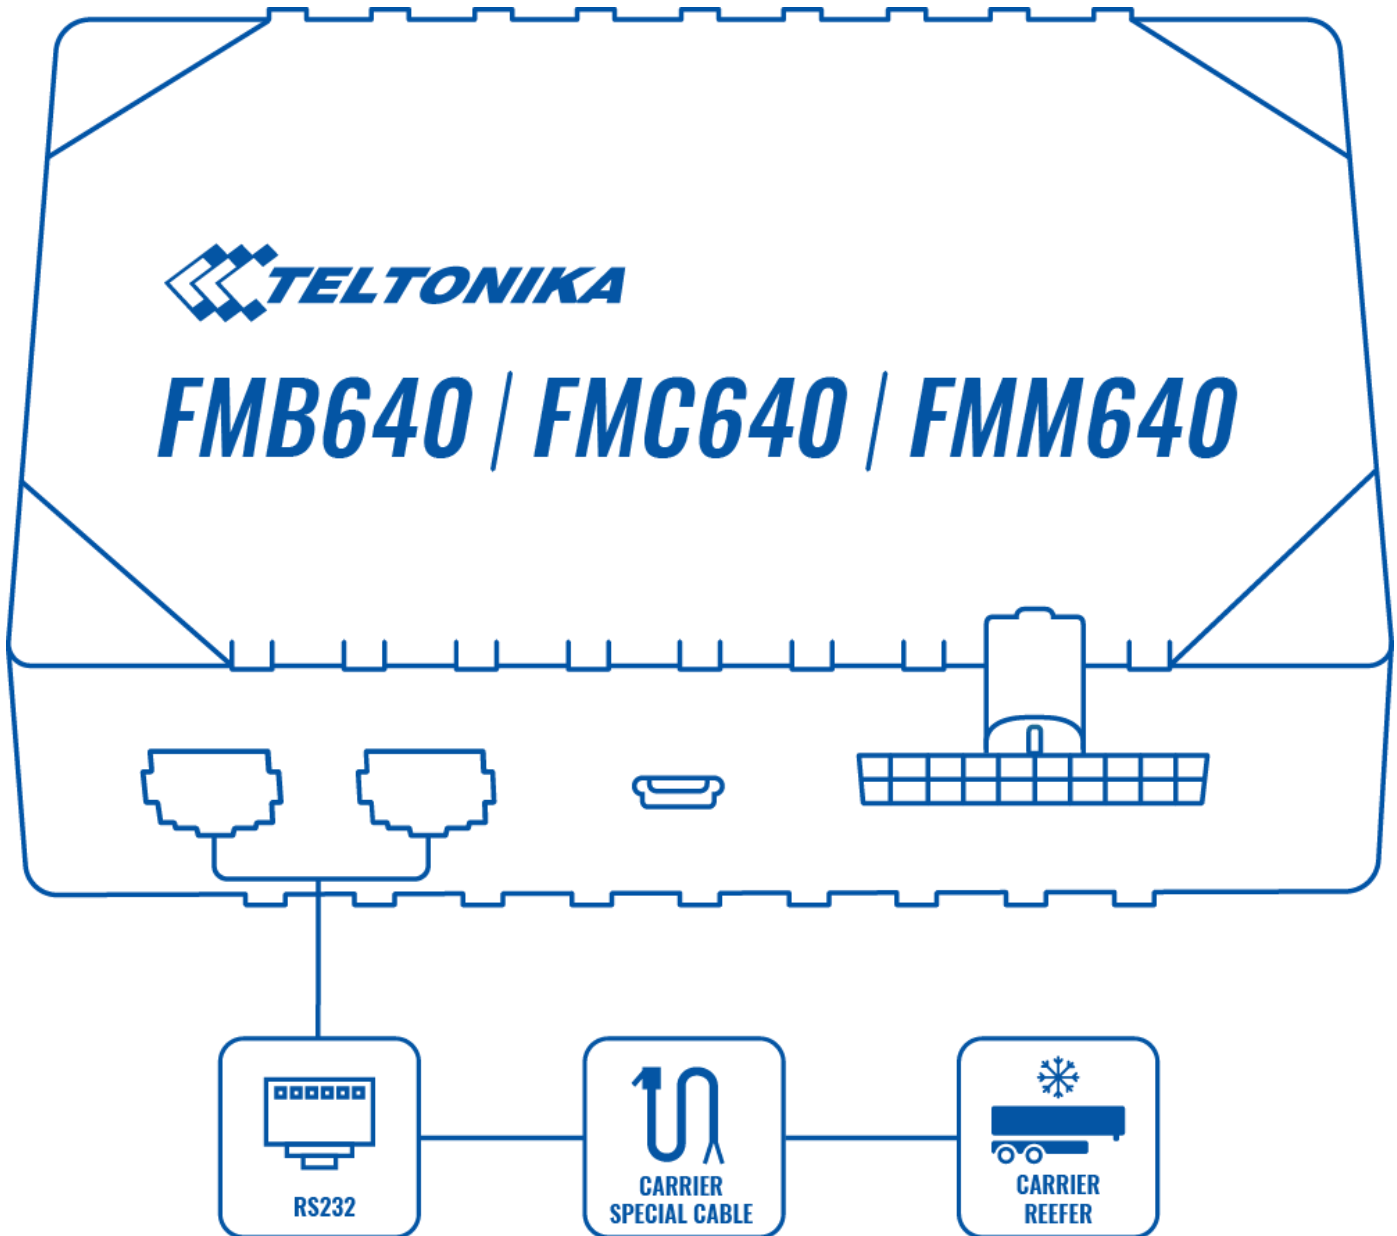 TELTONIKA
FMB640 / FMC640 / FMM640
RS232
CARRIER
SPECIAL CABLE
CARRIER
REEFER